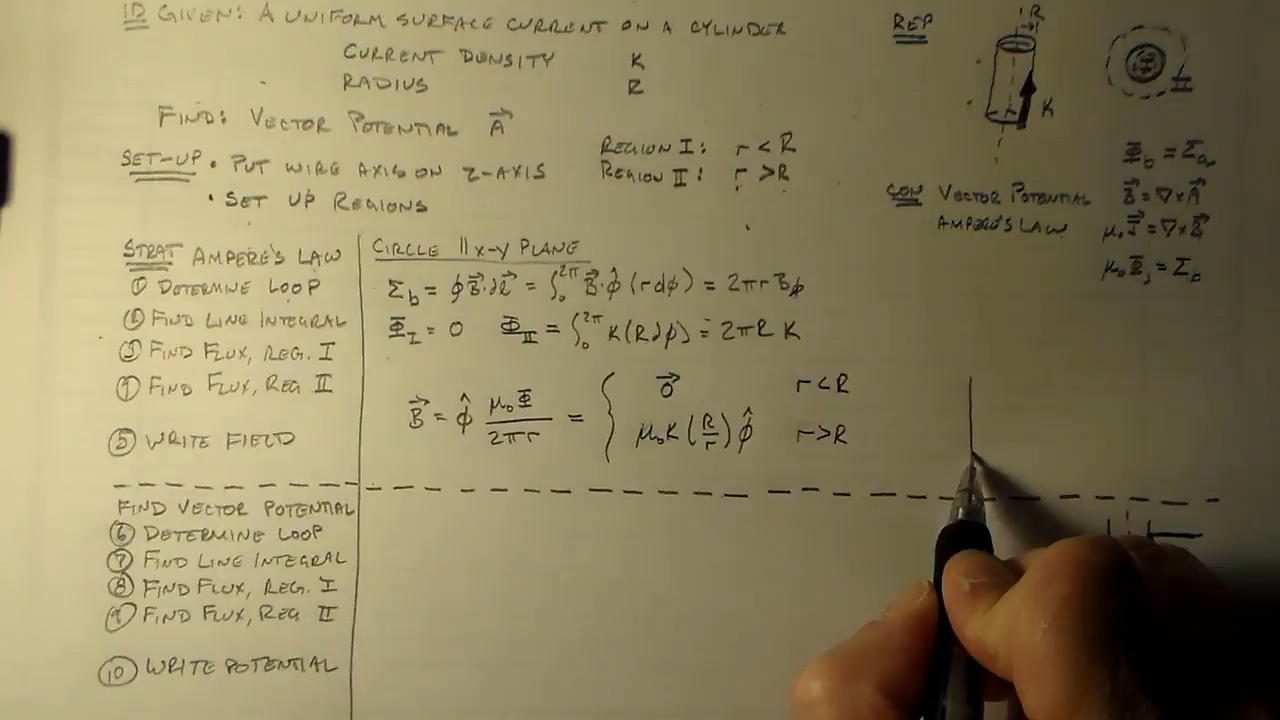 ID GIVEN: A UNIFORM SURFACE CURRENT ON A CYLINDER
CURRENT DENSITY K
RADIUS R
FIND: VECTOR POTENTIAL A⃗
SET-UP • PUT WIRE AXIS ON Z-AXIS
• SET UP REGIONS
REGION I: r < R
REGION II: r > R
REP
R
K
I
II
CON VECTOR POTENTIAL
AMPERE'S LAW
Φ_b = Σ_a
B⃗ = ∇×A⃗
μ₀J⃗ = ∇×B⃗
μ₀Φ_J = Σ_b
STRAT AMPERE'S LAW
① DETERMINE LOOP
② FIND LINE INTEGRAL
③ FIND FLUX, REG. I
④ FIND FLUX, REG II
⑤ WRITE FIELD
CIRCLE ∥ x-y PLANE
Σ_b = ∮B⃗·dℓ⃗ = ∫₀^2π B⃗·φ̂ (rdφ) = 2πrB_φ
Φ_I = 0 Φ_II = ∫₀^2π K(Rdφ) = 2πR K
B⃗ = φ̂ μ₀Φ/2πr = { 0⃗ r<R
μ₀K(R/r)φ̂ r>R
FIND VECTOR POTENTIAL
⑥ DETERMINE LOOP
⑦ FIND LINE INTEGRAL
⑧ FIND FLUX, REG. I
⑨ FIND FLUX, REG II
⑩ WRITE POTENTIAL